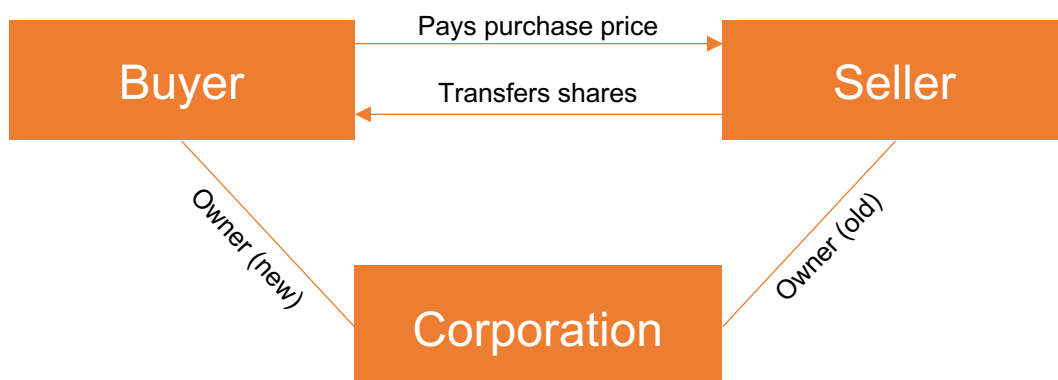 Pays purchase price
Buyer
Seller
Transfers shares
Owner (new)
Owner (old)
Corporation